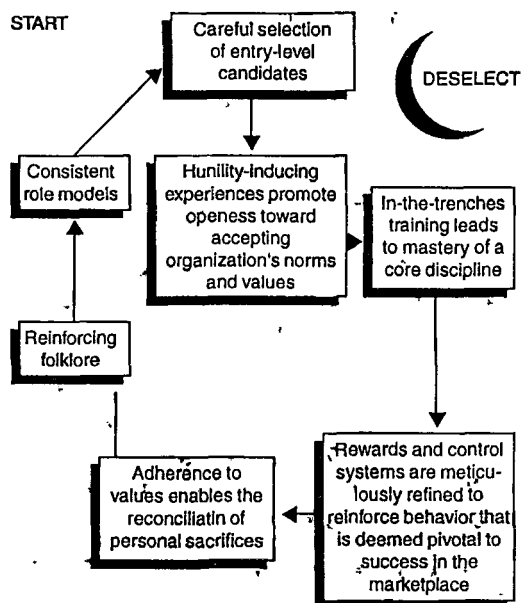 START
Careful selection
of entry-level
candidates
DESELECT
Hunility-inducing
experiences promote
openess toward
accepting
organization's norms
and values
In-the-trenches
training leads
to mastery of a
core discipline
Rewards and control
systems are meticu-
lously refined to
reinforce behavior that
is deemed pivotal to
success in the
marketplace
Adherence to
values enables the
reconciliatin of
personal sacrifices
Reinforcing
folklore
Consistent
role models